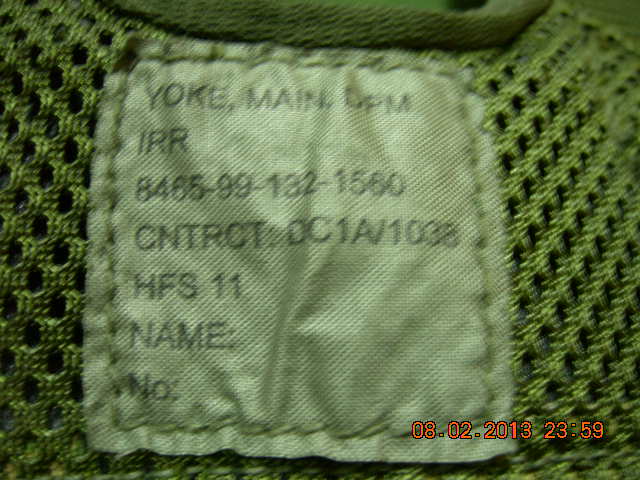 YOKE, MAIN, DPM
IRR
8465-99-132-1560
CNTRCT: DC1A/1038
HFS 11
NAME:
No:
08.02.2013 23:59